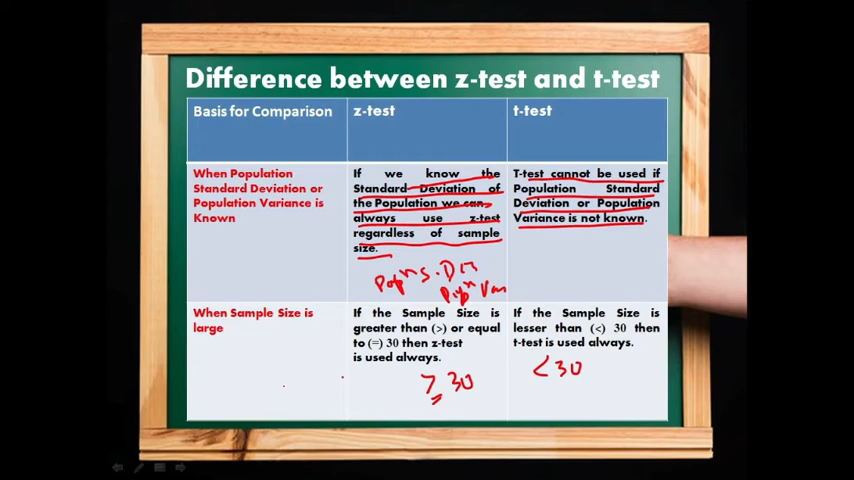 Difference between z-test and t-test
Basis for Comparison
z-test
t-test
When Population
Standard Deviation or
Population Variance is
Known
If we know the
Standard Deviation of
the Population we can
always use z-test
regardless of sample
size.
Popⁿ S.D
Popⁿ Var
T-test cannot be used if
Population Standard
Deviation or Population
Variance is not known.
When Sample Size is
large
If the Sample Size is
greater than (>) or equal
to (=) 30 then z-test
is used always.
≥ 30
If the Sample Size is
lesser than (<) 30 then
t-test is used always.
< 30